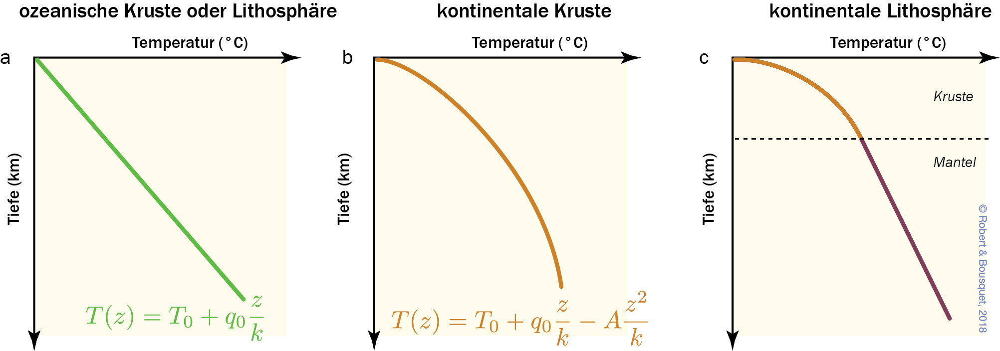 ozeanische Kruste oder Lithosphäre
kontinentale Kruste
kontinentale Lithosphäre
a
Temperatur (°C)
Tiefe (km)
T(z) = T₀ + q₀ z/k
b
Temperatur (°C)
Tiefe (km)
T(z) = T₀ + q₀ z/k − A z²/k
c
Temperatur (°C)
Tiefe (km)
Kruste
Mantel
© Robert & Bousquet, 2018